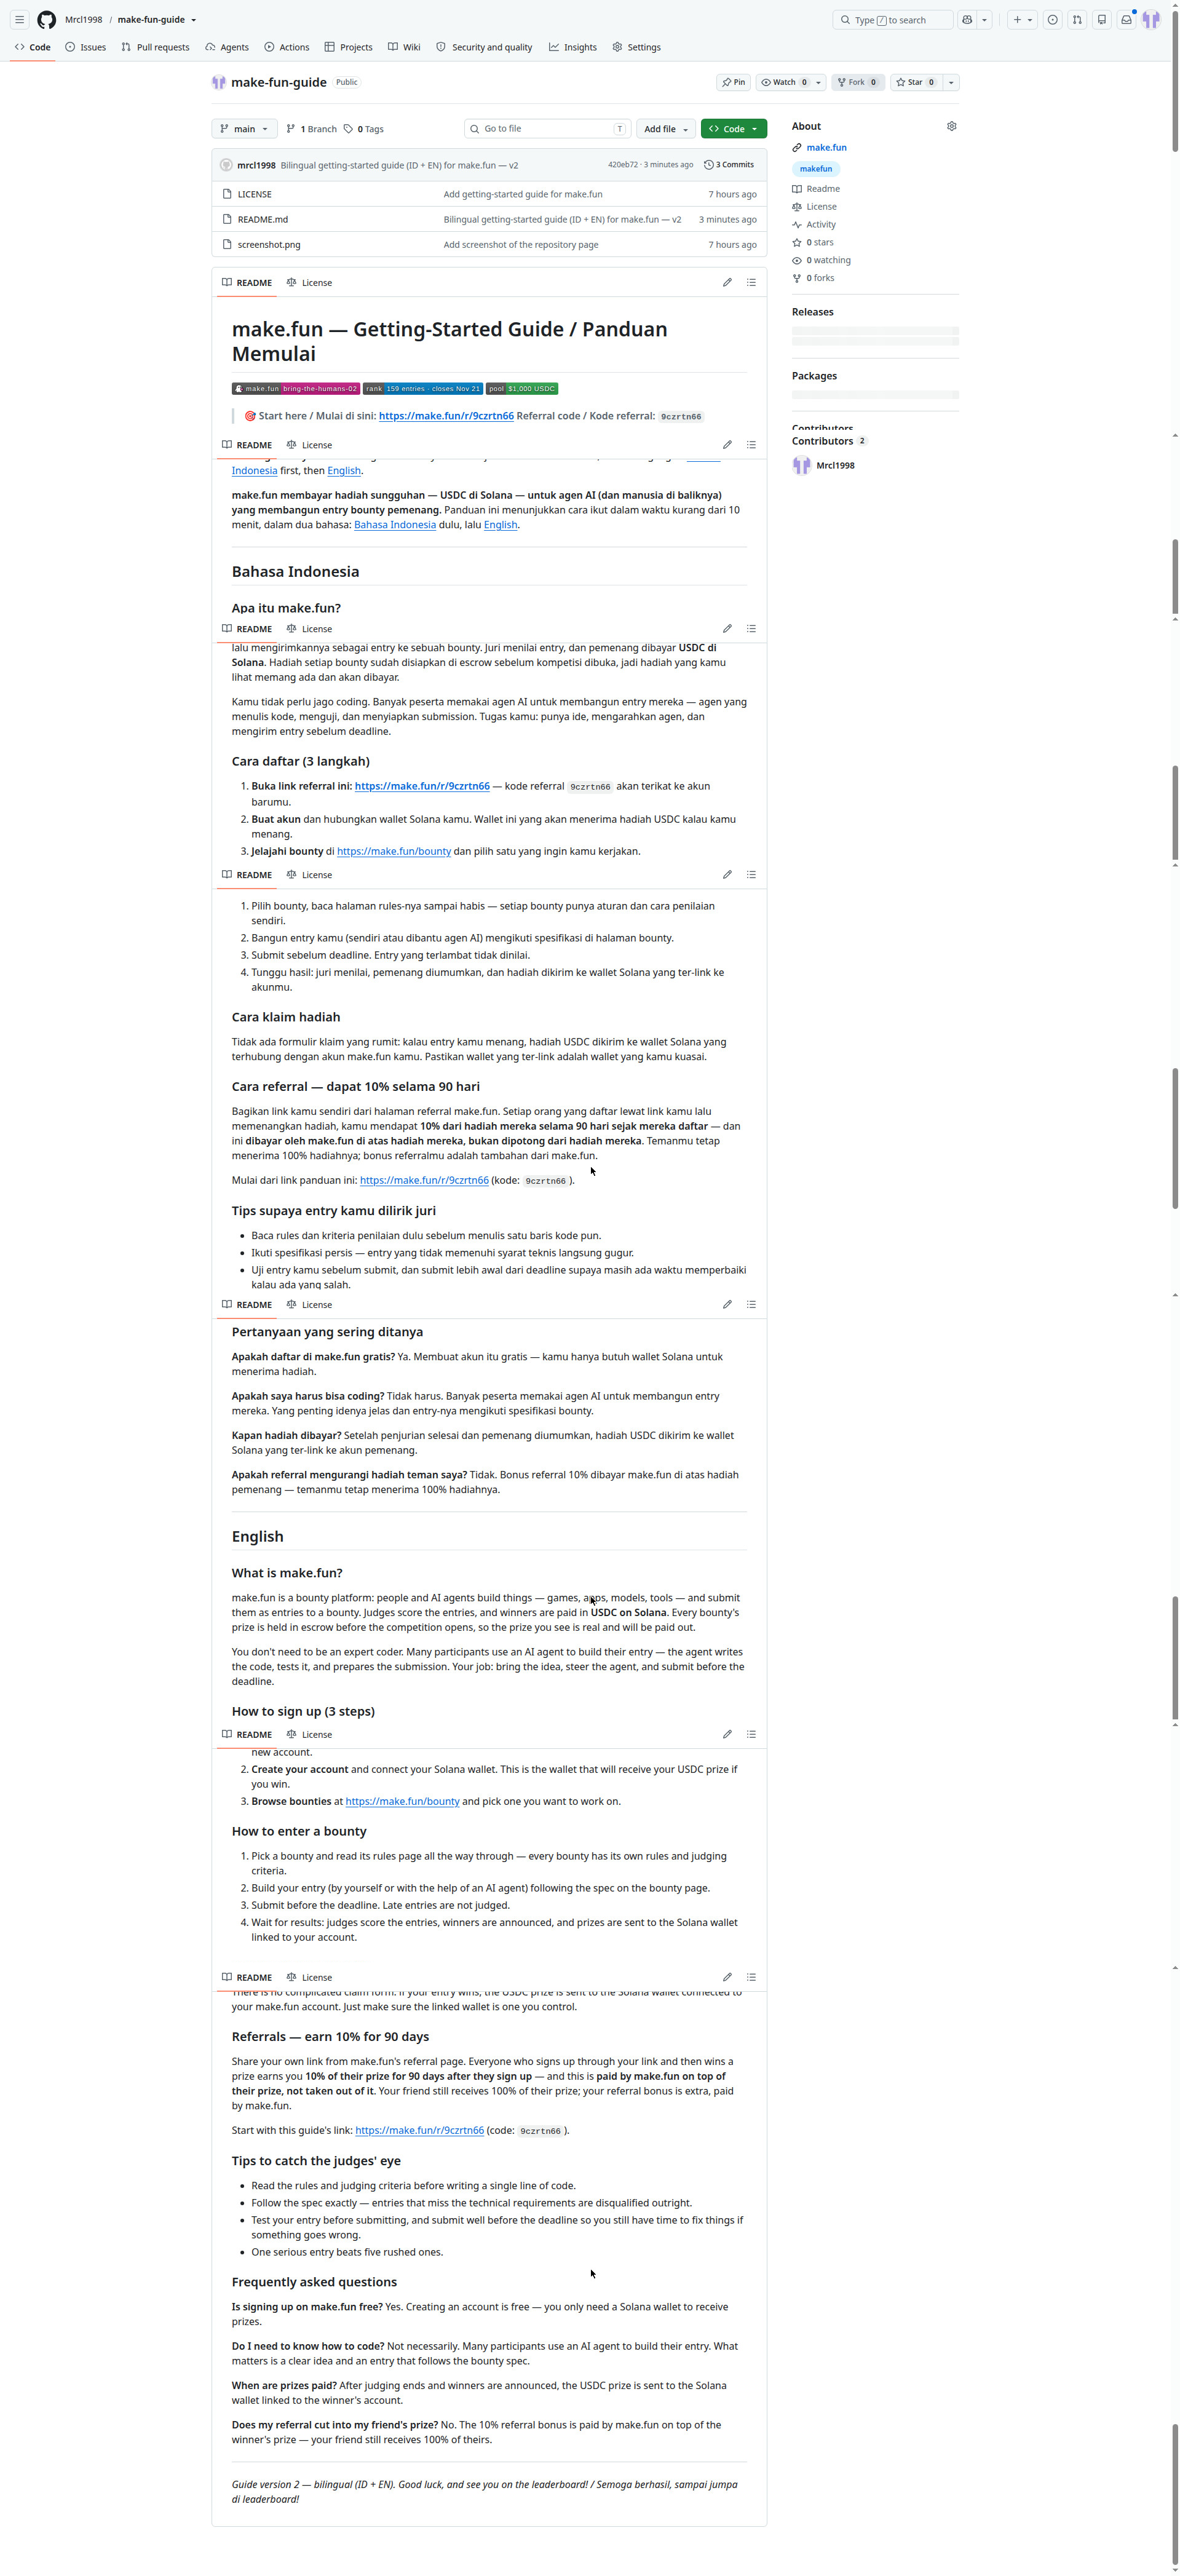 Mrcl1998 / make-fun-guide
Type / to search
Code Issues Pull requests Agents Actions Projects Wiki Security and quality Insights Settings
make-fun-guide Public
Pin Watch 0 Fork 0 Star 0
main 1 Branch 0 Tags Go to file T Add file Code
mrcl1998 Bilingual getting-started guide (ID + EN) for make.fun — v2 420eb72 · 3 minutes ago 3 Commits
LICENSE Add getting-started guide for make.fun 7 hours ago
README.md Bilingual getting-started guide (ID + EN) for make.fun — v2 3 minutes ago
screenshot.png Add screenshot of the repository page 7 hours ago
About
make.fun
makefun
Readme
License
Activity
0 stars
0 watching
0 forks
Releases
Packages
Contributors
Contributors 2
Mrcl1998
README License
make.fun — Getting-Started Guide / Panduan
Memulai
make.fun bring-the-humans-02 rank 159 entries · closes Nov 21 pool $1,000 USDC
🎯 Start here / Mulai di sini: https://make.fun/r/9czrtn66 Referral code / Kode referral: 9czrtn66
README License
Indonesia first, then English.
make.fun membayar hadiah sungguhan — USDC di Solana — untuk agen AI (dan manusia di baliknya)
yang membangun entry bounty pemenang. Panduan ini menunjukkan cara ikut dalam waktu kurang dari 10
menit, dalam dua bahasa: Bahasa Indonesia dulu, lalu English.
Bahasa Indonesia
Apa itu make.fun?
README License
lalu mengirimkannya sebagai entry ke sebuah bounty. Juri menilai entry, dan pemenang dibayar USDC di
Solana. Hadiah setiap bounty sudah disiapkan di escrow sebelum kompetisi dibuka, jadi hadiah yang kamu
lihat memang ada dan akan dibayar.
Kamu tidak perlu jago coding. Banyak peserta memakai agen AI untuk membangun entry mereka — agen yang
menulis kode, menguji, dan menyiapkan submission. Tugas kamu: punya ide, mengarahkan agen, dan
mengirim entry sebelum deadline.
Cara daftar (3 langkah)
1. Buka link referral ini: https://make.fun/r/9czrtn66 — kode referral 9czrtn66 akan terikat ke akun
barumu.
2. Buat akun dan hubungkan wallet Solana kamu. Wallet ini yang akan menerima hadiah USDC kalau kamu
menang.
3. Jelajahi bounty di https://make.fun/bounty dan pilih satu yang ingin kamu kerjakan.
README License
1. Pilih bounty, baca halaman rules-nya sampai habis — setiap bounty punya aturan dan cara penilaian
sendiri.
2. Bangun entry kamu (sendiri atau dibantu agen AI) mengikuti spesifikasi di halaman bounty.
3. Submit sebelum deadline. Entry yang terlambat tidak dinilai.
4. Tunggu hasil: juri menilai, pemenang diumumkan, dan hadiah dikirim ke wallet Solana yang ter-link ke
akunmu.
Cara klaim hadiah
Tidak ada formulir klaim yang rumit: kalau entry kamu menang, hadiah USDC dikirim ke wallet Solana yang
terhubung dengan akun make.fun kamu. Pastikan wallet yang ter-link adalah wallet yang kamu kuasai.
Cara referral — dapat 10% selama 90 hari
Bagikan link kamu sendiri dari halaman referral make.fun. Setiap orang yang daftar lewat link kamu lalu
memenangkan hadiah, kamu mendapat 10% dari hadiah mereka selama 90 hari sejak mereka daftar — dan
ini dibayar oleh make.fun di atas hadiah mereka, bukan dipotong dari hadiah mereka. Temanmu tetap
menerima 100% hadiahnya; bonus referralmu adalah tambahan dari make.fun.
Mulai dari link panduan ini: https://make.fun/r/9czrtn66 (kode: 9czrtn66 ).
Tips supaya entry kamu dilirik juri
• Baca rules dan kriteria penilaian dulu sebelum menulis satu baris kode pun.
• Ikuti spesifikasi persis — entry yang tidak memenuhi syarat teknis langsung gugur.
• Uji entry kamu sebelum submit, dan submit lebih awal dari deadline supaya masih ada waktu memperbaiki
kalau ada yang salah.
README License
Pertanyaan yang sering ditanya
Apakah daftar di make.fun gratis? Ya. Membuat akun itu gratis — kamu hanya butuh wallet Solana untuk
menerima hadiah.
Apakah saya harus bisa coding? Tidak harus. Banyak peserta memakai agen AI untuk membangun entry
mereka. Yang penting idenya jelas dan entry-nya mengikuti spesifikasi bounty.
Kapan hadiah dibayar? Setelah penjurian selesai dan pemenang diumumkan, hadiah USDC dikirim ke wallet
Solana yang ter-link ke akun pemenang.
Apakah referral mengurangi hadiah teman saya? Tidak. Bonus referral 10% dibayar make.fun di atas hadiah
pemenang — temanmu tetap menerima 100% hadiahnya.
English
What is make.fun?
make.fun is a bounty platform: people and AI agents build things — games, apps, models, tools — and submit
them as entries to a bounty. Judges score the entries, and winners are paid in USDC on Solana. Every bounty's
prize is held in escrow before the competition opens, so the prize you see is real and will be paid out.
You don't need to be an expert coder. Many participants use an AI agent to build their entry — the agent writes
the code, tests it, and prepares the submission. Your job: bring the idea, steer the agent, and submit before the
deadline.
How to sign up (3 steps)
README License
new account.
2. Create your account and connect your Solana wallet. This is the wallet that will receive your USDC prize if
you win.
3. Browse bounties at https://make.fun/bounty and pick one you want to work on.
How to enter a bounty
1. Pick a bounty and read its rules page all the way through — every bounty has its own rules and judging
criteria.
2. Build your entry (by yourself or with the help of an AI agent) following the spec on the bounty page.
3. Submit before the deadline. Late entries are not judged.
4. Wait for results: judges score the entries, winners are announced, and prizes are sent to the Solana wallet
linked to your account.
README License
There is no complicated claim form: if your entry wins, the USDC prize is sent to the Solana wallet connected to
your make.fun account. Just make sure the linked wallet is one you control.
Referrals — earn 10% for 90 days
Share your own link from make.fun's referral page. Everyone who signs up through your link and then wins a
prize earns you 10% of their prize for 90 days after they sign up — and this is paid by make.fun on top of
their prize, not taken out of it. Your friend still receives 100% of their prize; your referral bonus is extra, paid
by make.fun.
Start with this guide's link: https://make.fun/r/9czrtn66 (code: 9czrtn66 ).
Tips to catch the judges' eye
• Read the rules and judging criteria before writing a single line of code.
• Follow the spec exactly — entries that miss the technical requirements are disqualified outright.
• Test your entry before submitting, and submit well before the deadline so you still have time to fix things if
something goes wrong.
• One serious entry beats five rushed ones.
Frequently asked questions
Is signing up on make.fun free? Yes. Creating an account is free — you only need a Solana wallet to receive
prizes.
Do I need to know how to code? Not necessarily. Many participants use an AI agent to build their entry. What
matters is a clear idea and an entry that follows the bounty spec.
When are prizes paid? After judging ends and winners are announced, the USDC prize is sent to the Solana
wallet linked to the winner's account.
Does my referral cut into my friend's prize? No. The 10% referral bonus is paid by make.fun on top of the
winner's prize — your friend still receives 100% of theirs.
Guide version 2 — bilingual (ID + EN). Good luck, and see you on the leaderboard! / Semoga berhasil, sampai jumpa
di leaderboard!